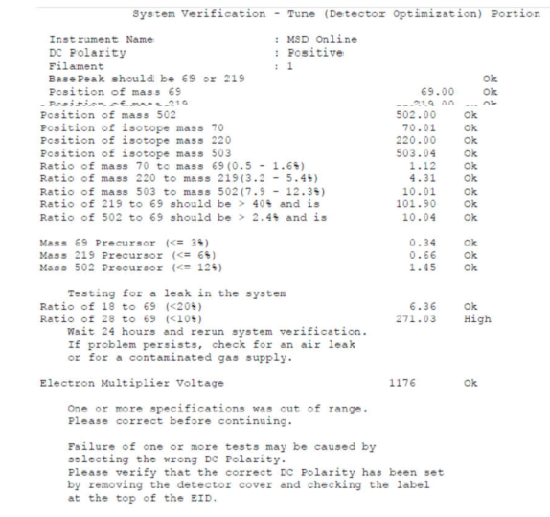 System Verification - Tune (Detector Optimization) Portion
Instrument Name : MSD Online
DC Polarity : Positive
Filament : 1
BasePeak should be 69 or 219 Ok
Position of mass 69 69.00 Ok
Position of mass 219 219.00 Ok
Position of mass 502 502.00 Ok
Position of isotope mass 70 70.01 Ok
Position of isotope mass 220 220.00 Ok
Position of isotope mass 503 503.04 Ok
Ratio of mass 70 to mass 69(0.5 - 1.6%) 1.12 Ok
Ratio of mass 220 to mass 219(3.2 - 5.4%) 4.31 Ok
Ratio of mass 503 to mass 502(7.9 - 12.3%) 10.01 Ok
Ratio of 219 to 69 should be > 40% and is 101.90 Ok
Ratio of 502 to 69 should be > 2.4% and is 10.04 Ok
Mass 69 Precursor (<= 3%) 0.34 Ok
Mass 219 Precursor (<= 6%) 0.66 Ok
Mass 502 Precursor (<= 12%) 1.45 Ok
Testing for a leak in the system
Ratio of 18 to 69 (<20%) 6.36 Ok
Ratio of 28 to 69 (<10%) 271.03 High
Wait 24 hours and rerun system verification.
If problem persists, check for an air leak
or for a contaminated gas supply.
Electron Multiplier Voltage 1176 Ok
One or more specifications was out of range.
Please correct before continuing.
Failure of one or more tests may be caused by
selecting the wrong DC Polarity.
Please verify that the correct DC Polarity has been set
by removing the detector cover and checking the label
at the top of the EID.